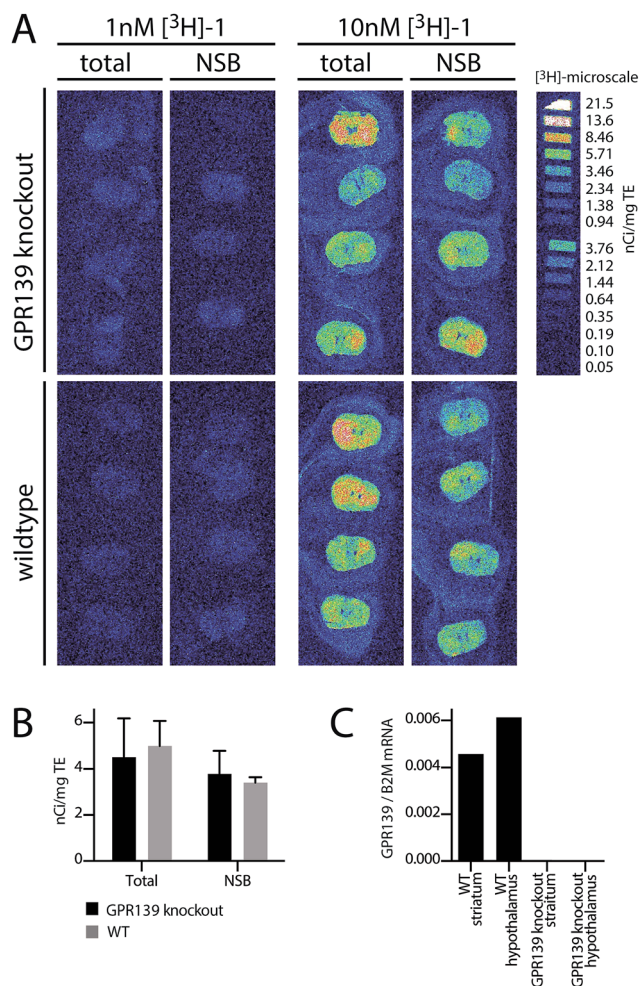 A
1nM [³H]-1
10nM [³H]-1
total
NSB
total
NSB
[³H]-microscale
GPR139 knockout
wildtype
21.5
13.6
8.46
5.71
3.46
2.34
1.38
0.94
3.76
2.12
1.44
0.64
0.35
0.19
0.10
0.05
nCi/mg TE
B
nCi/mg TE
6
4
2
0
Total
NSB
GPR139 knockout
WT
C
GPR139 / B2M mRNA
0.006
0.004
0.002
0.000
WT
striatum
WT
hypothalamus
GPR139 knockout
straitum
GPR139 knockout
hypothalamus